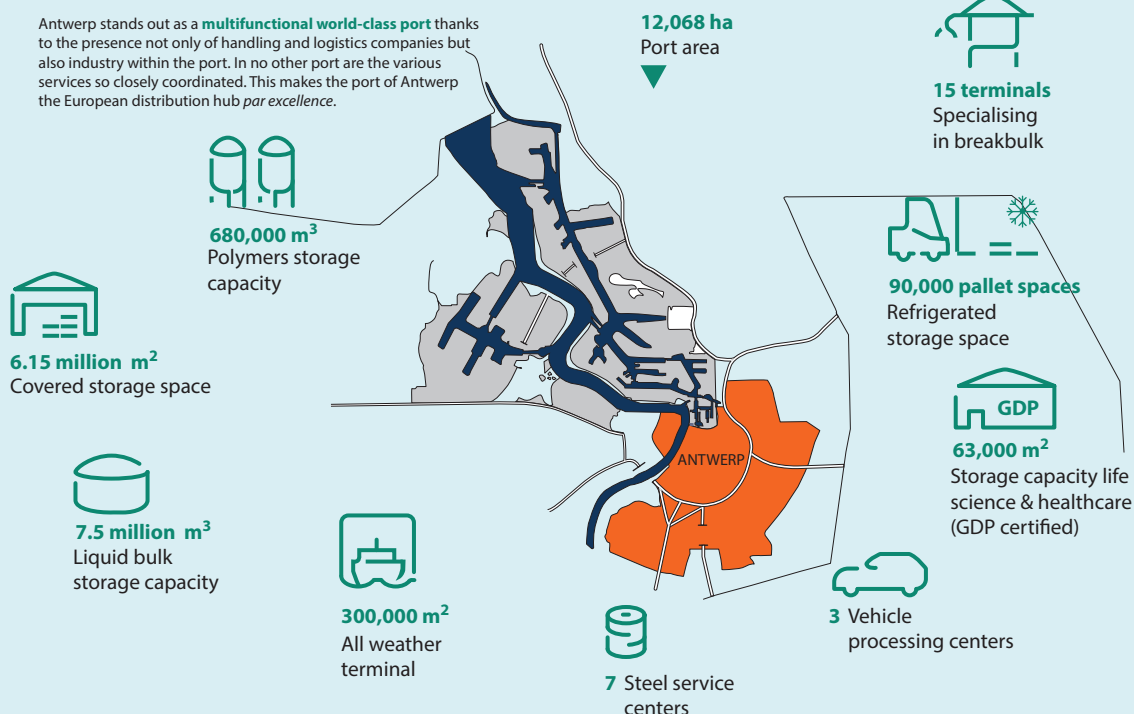 Antwerp stands out as a multifunctional world-class port thanks
to the presence not only of handling and logistics companies but
also industry within the port. In no other port are the various
services so closely coordinated. This makes the port of Antwerp
the European distribution hub par excellence.
12,068 ha
Port area
15 terminals
Specialising
in breakbulk
680,000 m³
Polymers storage
capacity
90,000 pallet spaces
Refrigerated
storage space
6.15 million m²
Covered storage space
GDP
63,000 m²
Storage capacity life
science & healthcare
(GDP certified)
ANTWERP
7.5 million m³
Liquid bulk
storage capacity
300,000 m²
All weather
terminal
3 Vehicle
processing centers
7 Steel service
centers